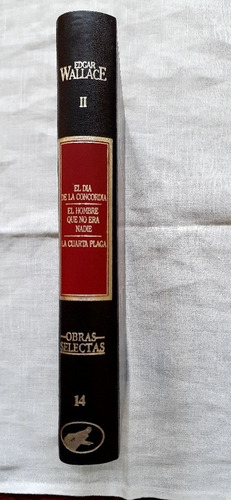 EDGAR
WALLACE
II
EL DIA
DE LA CONCORDIA
EL HOMBRE
QUE NO ERA
NADIE
LA CUARTA PLAGA
OBRAS
SELECTAS
14